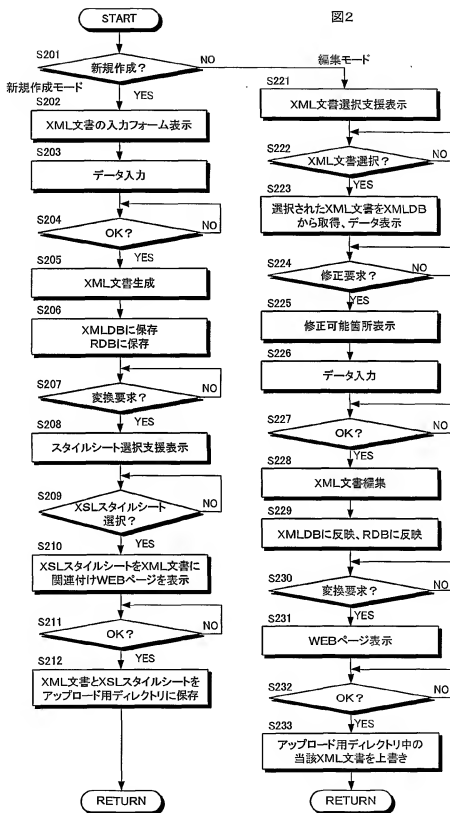 図2
START
S201
新規作成？
NO
新規作成モード
YES
S202
XML文書の入力フォーム表示
S203
データ入力
S204
OK？
NO
YES
S205
XML文書生成
S206
XMLDBに保存
RDBに保存
S207
変換要求？
NO
YES
S208
スタイルシート選択支援表示
S209
XSLスタイルシート
選択？
NO
YES
S210
XSLスタイルシートをXML文書に
関連付けWEBページを表示
S211
OK？
NO
YES
S212
XML文書とXSLスタイルシートを
アップロード用ディレクトリに保存
RETURN
編集モード
S221
XML文書選択支援表示
S222
XML文書選択？
NO
YES
S223
選択されたXML文書をXMLDB
から取得、データ表示
S224
修正要求？
NO
YES
S225
修正可能箇所表示
S226
データ入力
S227
OK？
NO
YES
S228
XML文書編集
S229
XMLDBに反映、RDBに反映
S230
変換要求？
NO
YES
S231
WEBページ表示
S232
OK？
NO
YES
S233
アップロード用ディレクトリ中の
当該XML文書を上書き
RETURN